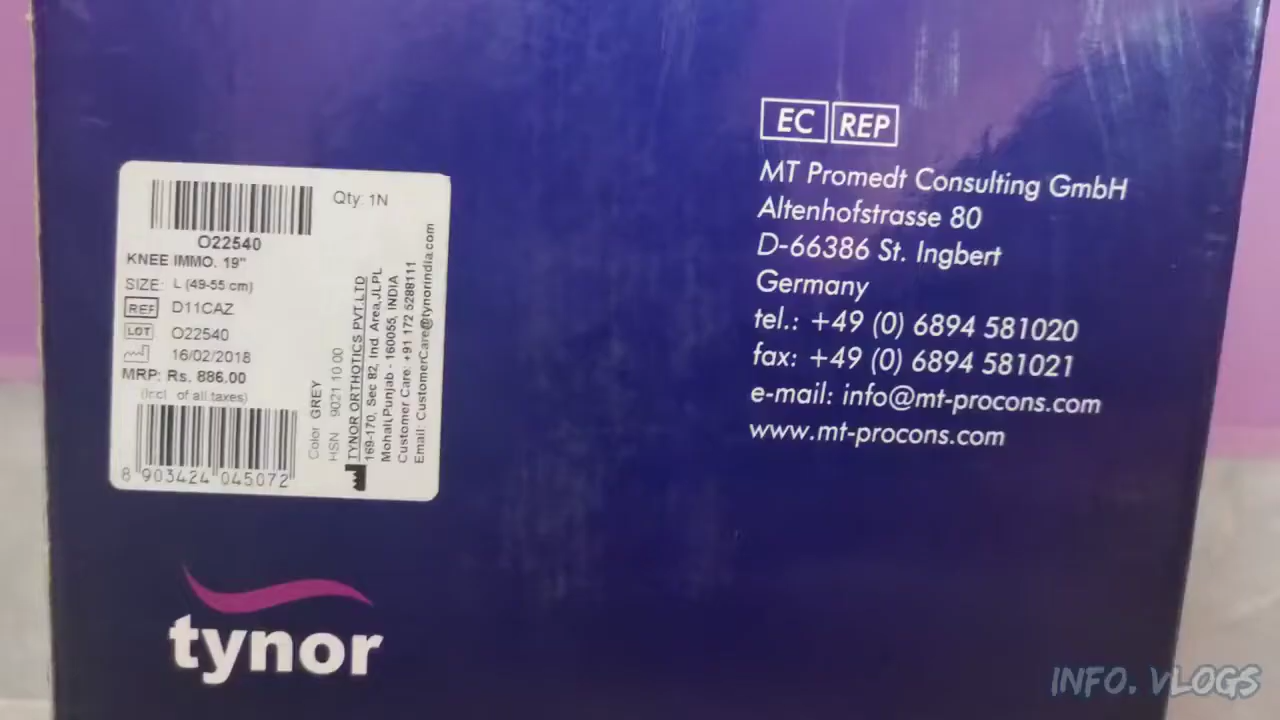 Qty: 1N
O22540
KNEE IMMO. 19"
SIZE: L (49-55 cm)
REF D11CAZ
LOT O22540
16/02/2018
MRP: Rs. 886.00
(Incl. of all taxes)
8 903424 045072
Color GREY
HSN 9021 10 00
TYNOR ORTHOTICS PVT.LTD
169-170, Sec 82, Ind. Area,JLPL
Mohali,Punjab - 160055, INDIA
Customer Care: +91 172 5288111
Email: CustomerCare@tynorindia.com
tynor
EC REP
MT Promedt Consulting GmbH
Altenhofstrasse 80
D-66386 St. Ingbert
Germany
tel.: +49 (0) 6894 581020
fax: +49 (0) 6894 581021
e-mail: info@mt-procons.com
www.mt-procons.com
INFO. VLOGS